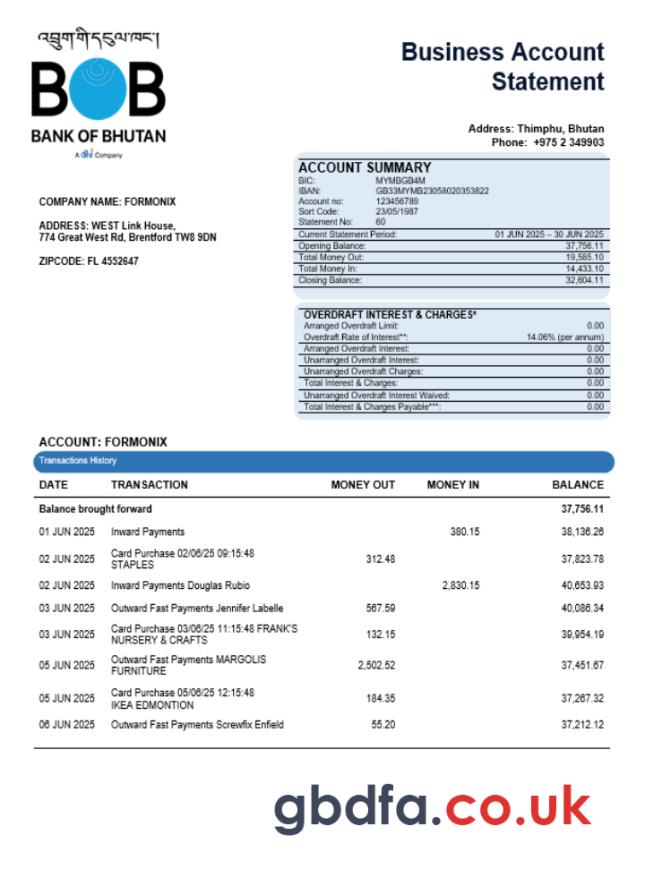 འབྲུག་གི་དངུལ་ཁང་།
BOB
BANK OF BHUTAN
A dhi Company
Business Account
Statement
Address: Thimphu, Bhutan
Phone: +975 2 349903
COMPANY NAME: FORMONIX
ADDRESS: WEST Link House,
774 Great West Rd, Brentford TW8 9DN
ZIPCODE: FL 4552647
ACCOUNT SUMMARY
BIC: MYMBGB4M
IBAN: GB33MYMB23058020353822
Account no: 123456789
Sort Code: 23/05/1987
Statement No: 60
Current Statement Period: 01 JUN 2025 – 30 JUN 2025
Opening Balance: 37,756.11
Total Money Out: 19,585.10
Total Money In: 14,433.10
Closing Balance: 32,604.11
OVERDRAFT INTEREST & CHARGES*
Arranged Overdraft Limit: 0.00
Overdraft Rate of Interest**: 14.06% (per annum)
Arranged Overdraft Interest: 0.00
Unarranged Overdraft Interest: 0.00
Unarranged Overdraft Charges: 0.00
Total Interest & Charges: 0.00
Unarranged Overdraft Interest Waived: 0.00
Total Interest & Charges Payable***: 0.00
ACCOUNT: FORMONIX
Transactions History
DATE TRANSACTION MONEY OUT MONEY IN BALANCE
Balance brought forward 37,756.11
01 JUN 2025 Inward Payments 380.15 38,136.26
02 JUN 2025 Card Purchase 02/06/25 09:15:48 312.48 37,823.78
STAPLES
02 JUN 2025 Inward Payments Douglas Rubio 2,830.15 40,653.93
03 JUN 2025 Outward Fast Payments Jennifer Labelle 567.59 40,086.34
03 JUN 2025 Card Purchase 03/06/25 11:15:48 FRANK'S 132.15 39,954.19
NURSERY & CRAFTS
05 JUN 2025 Outward Fast Payments MARGOLIS 2,502.52 37,451.67
FURNITURE
05 JUN 2025 Card Purchase 05/06/25 12:15:48 184.35 37,267.32
IKEA EDMONTION
06 JUN 2025 Outward Fast Payments Screwfix Enfield 55.20 37,212.12
gbdfa.co.uk